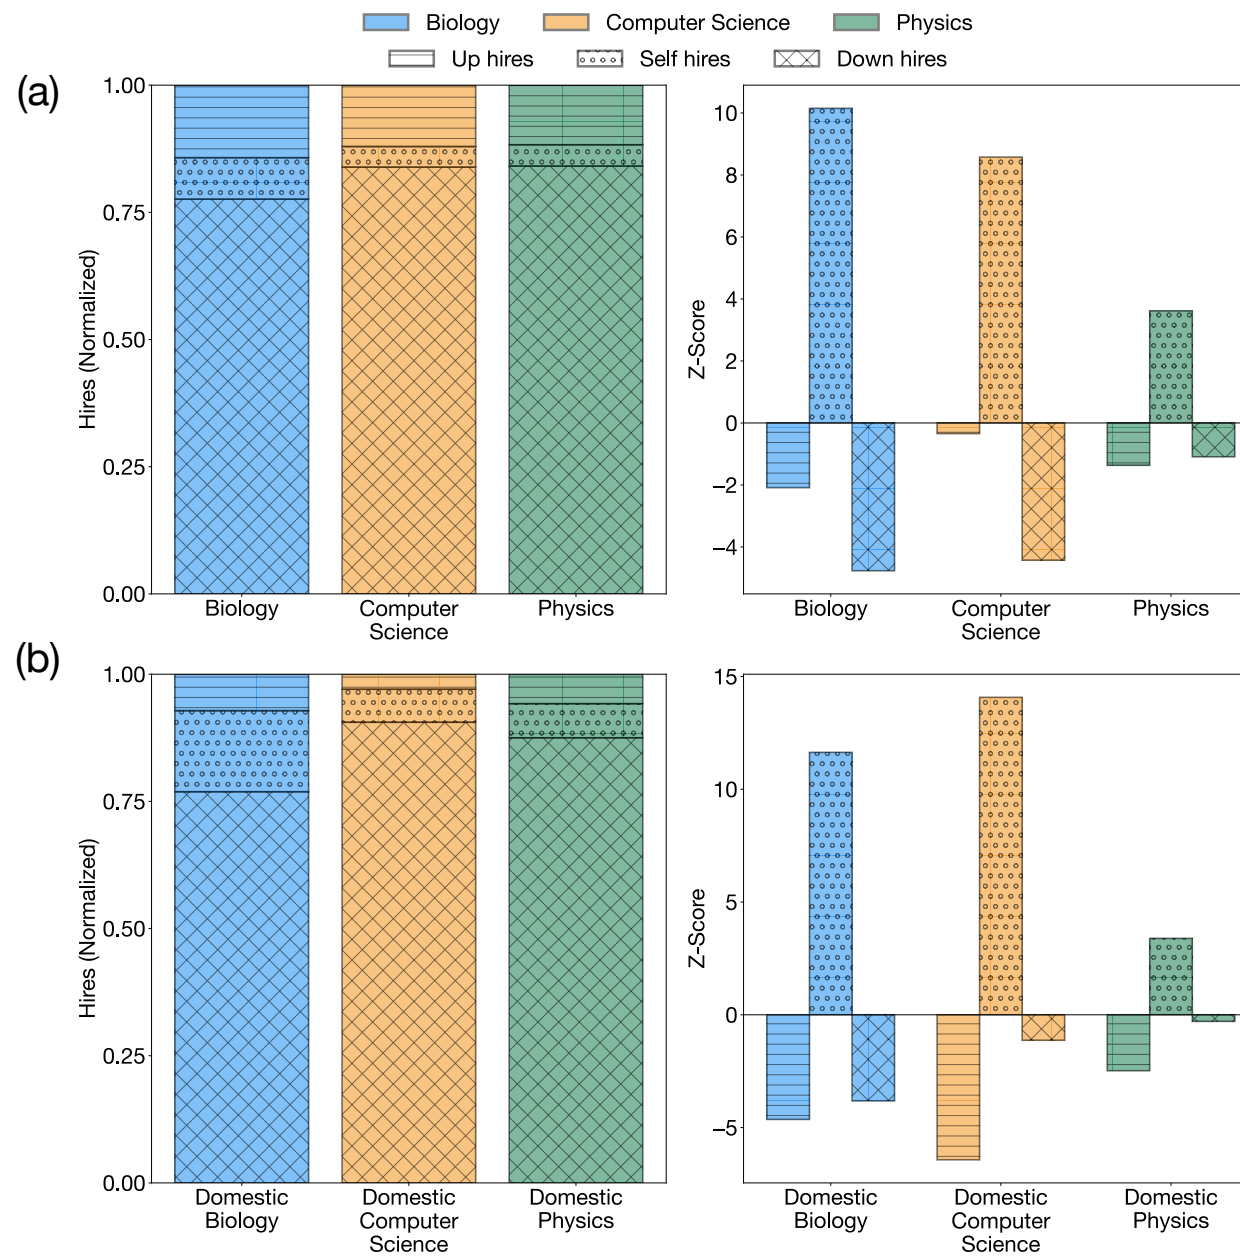 Biology Computer Science Physics
Up hires Self hires Down hires
(a)
1.00
0.75
0.50
0.25
0.00
Hires (Normalized)
Biology Computer Physics
Science
10
8
6
4
2
0
−2
−4
Z-Score
Biology Computer Physics
Science
(b)
1.00
0.75
0.50
0.25
0.00
Hires (Normalized)
Domestic Domestic Domestic
Biology Computer Physics
Science
15
10
5
0
−5
Z-Score
Domestic Domestic Domestic
Biology Computer Physics
Science